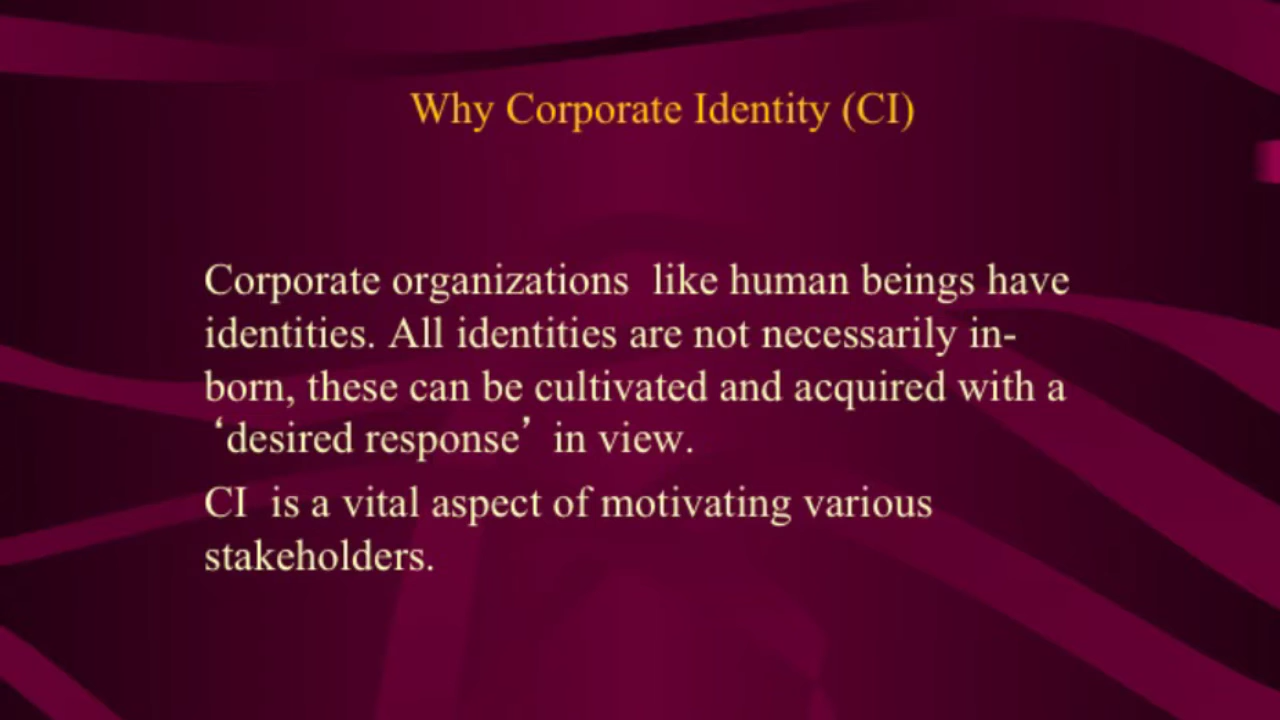 Why Corporate Identity (CI)
Corporate organizations  like human beings have
identities. All identities are not necessarily in-
born, these can be cultivated and acquired with a
‘desired response’ in view.
CI  is a vital aspect of motivating various
stakeholders.